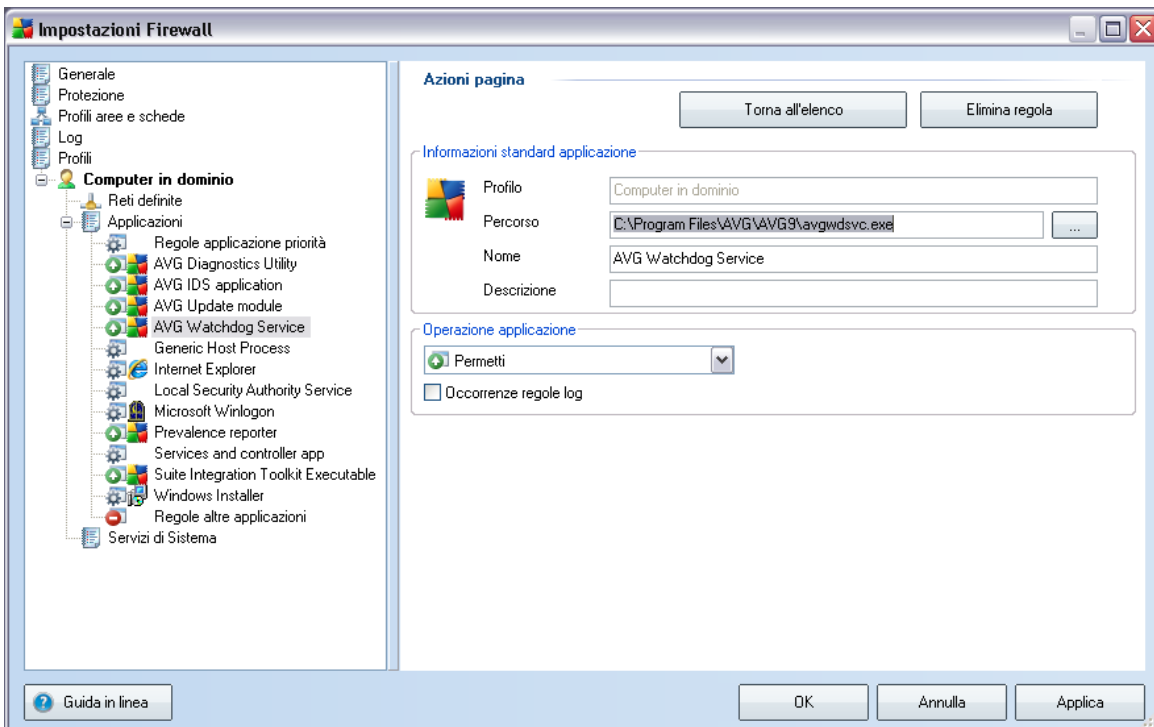 Impostazioni Firewall
Generale
Protezione
Profili aree e schede
Log
Profili
Computer in dominio
Reti definite
Applicazioni
Regole applicazione priorità
AVG Diagnostics Utility
AVG IDS application
AVG Update module
AVG Watchdog Service
Generic Host Process
Internet Explorer
Local Security Authority Service
Microsoft Winlogon
Prevalence reporter
Services and controller app
Suite Integration Toolkit Executable
Windows Installer
Regole altre applicazioni
Servizi di Sistema
Azioni pagina
Torna all'elenco
Elimina regola
Informazioni standard applicazione
Profilo
Computer in dominio
Percorso
C:\Program Files\AVG\AVG9\avgwdsvc.exe
...
Nome
AVG Watchdog Service
Descrizione
Operazione applicazione
Permetti
Occorrenze regole log
Guida in linea
OK
Annulla
Applica